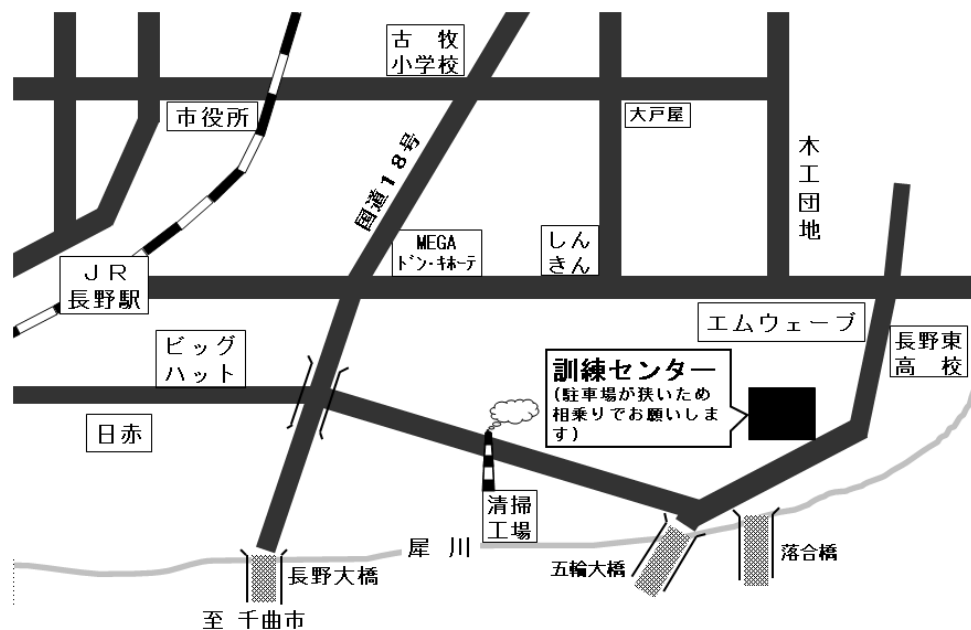 古　牧
小学校
市役所
大戸屋
国道１８号
木工団地
MEGA
ドン・キホーテ
しん
きん
ＪＲ
長野駅
エムウェーブ
長野東
高　校
ビッグ
ハット
訓練センター
(駐車場が狭いため
相乗りでお願いしま
す)
日赤
清掃
工場
犀 川
五輪大橋
落合橋
長野大橋
至 千曲市